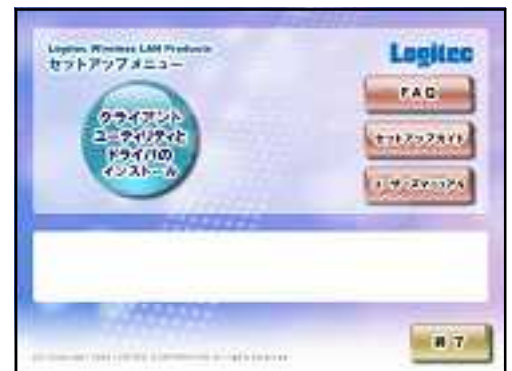 Logitec Wireless LAN Products
セットアップメニュー
Logitec
クライアント
ユーティリティと
ドライバの
インストール
FAQ
セットアップガイド
ユーザーズマニュアル
終了